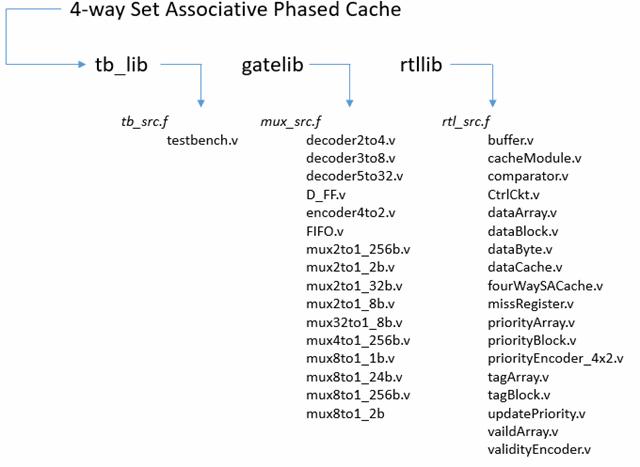 4-way Set Associative Phased Cache
tb_lib
gatelib
rtllib
tb_src.f
testbench.v
mux_src.f
decoder2to4.v
decoder3to8.v
decoder5to32.v
D_FF.v
encoder4to2.v
FIFO.v
mux2to1_256b.v
mux2to1_2b.v
mux2to1_32b.v
mux2to1_8b.v
mux32to1_8b.v
mux4to1_256b.v
mux8to1_1b.v
mux8to1_24b.v
mux8to1_256b.v
mux8to1_2b
rtl_src.f
buffer.v
cacheModule.v
comparator.v
CtrlCkt.v
dataArray.v
dataBlock.v
dataByte.v
dataCache.v
fourWaySACache.v
missRegister.v
priorityArray.v
priorityBlock.v
priorityEncoder_4x2.v
tagArray.v
tagBlock.v
updatePriority.v
vaildArray.v
validityEncoder.v